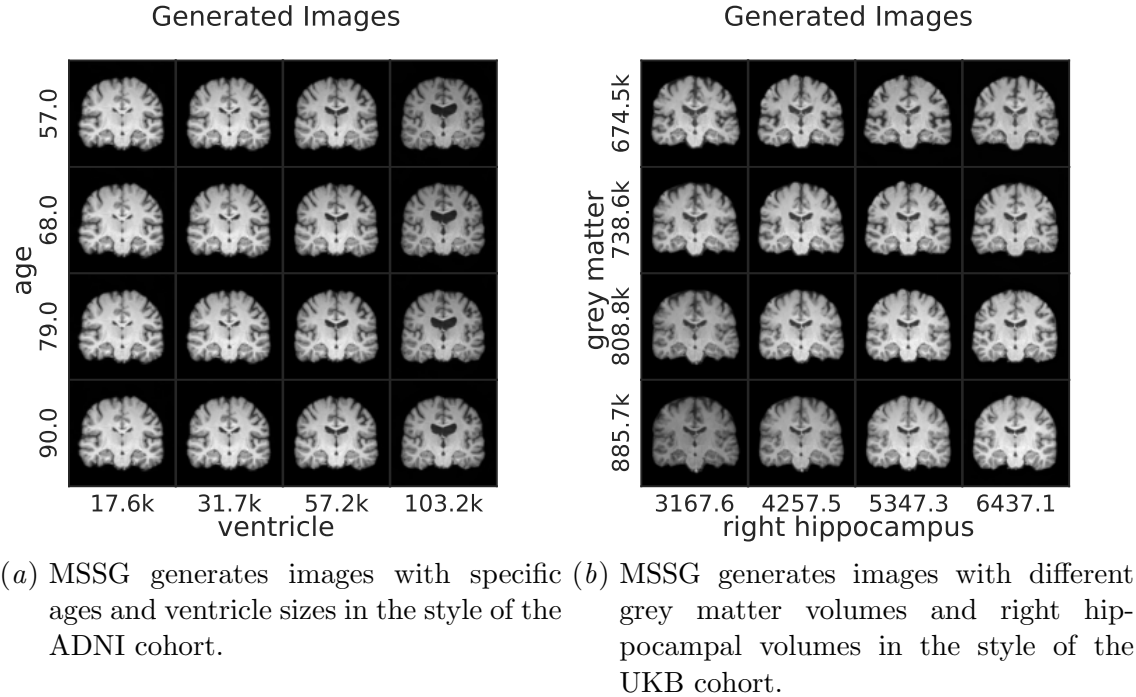 Generated Images
57.0
68.0
79.0
90.0
age
17.6k 31.7k 57.2k 103.2k
ventricle
(a) MSSG generates images with specific
ages and ventricle sizes in the style of the
ADNI cohort.
Generated Images
674.5k
738.6k
808.8k
885.7k
grey matter
3167.6 4257.5 5347.3 6437.1
right hippocampus
(b) MSSG generates images with different
grey matter volumes and right hip-
pocampal volumes in the style of the
UKB cohort.